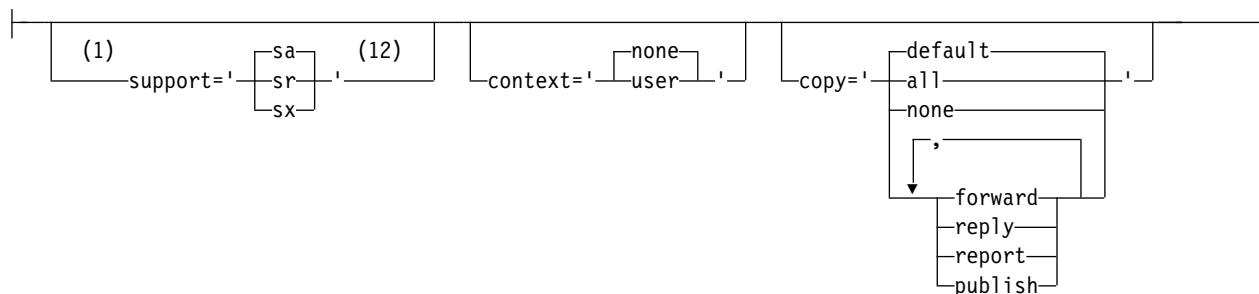 (1) sa (12) none default
support=' sr ' context=' user ' copy=' all '
sx none
,
forward
reply
report
publish